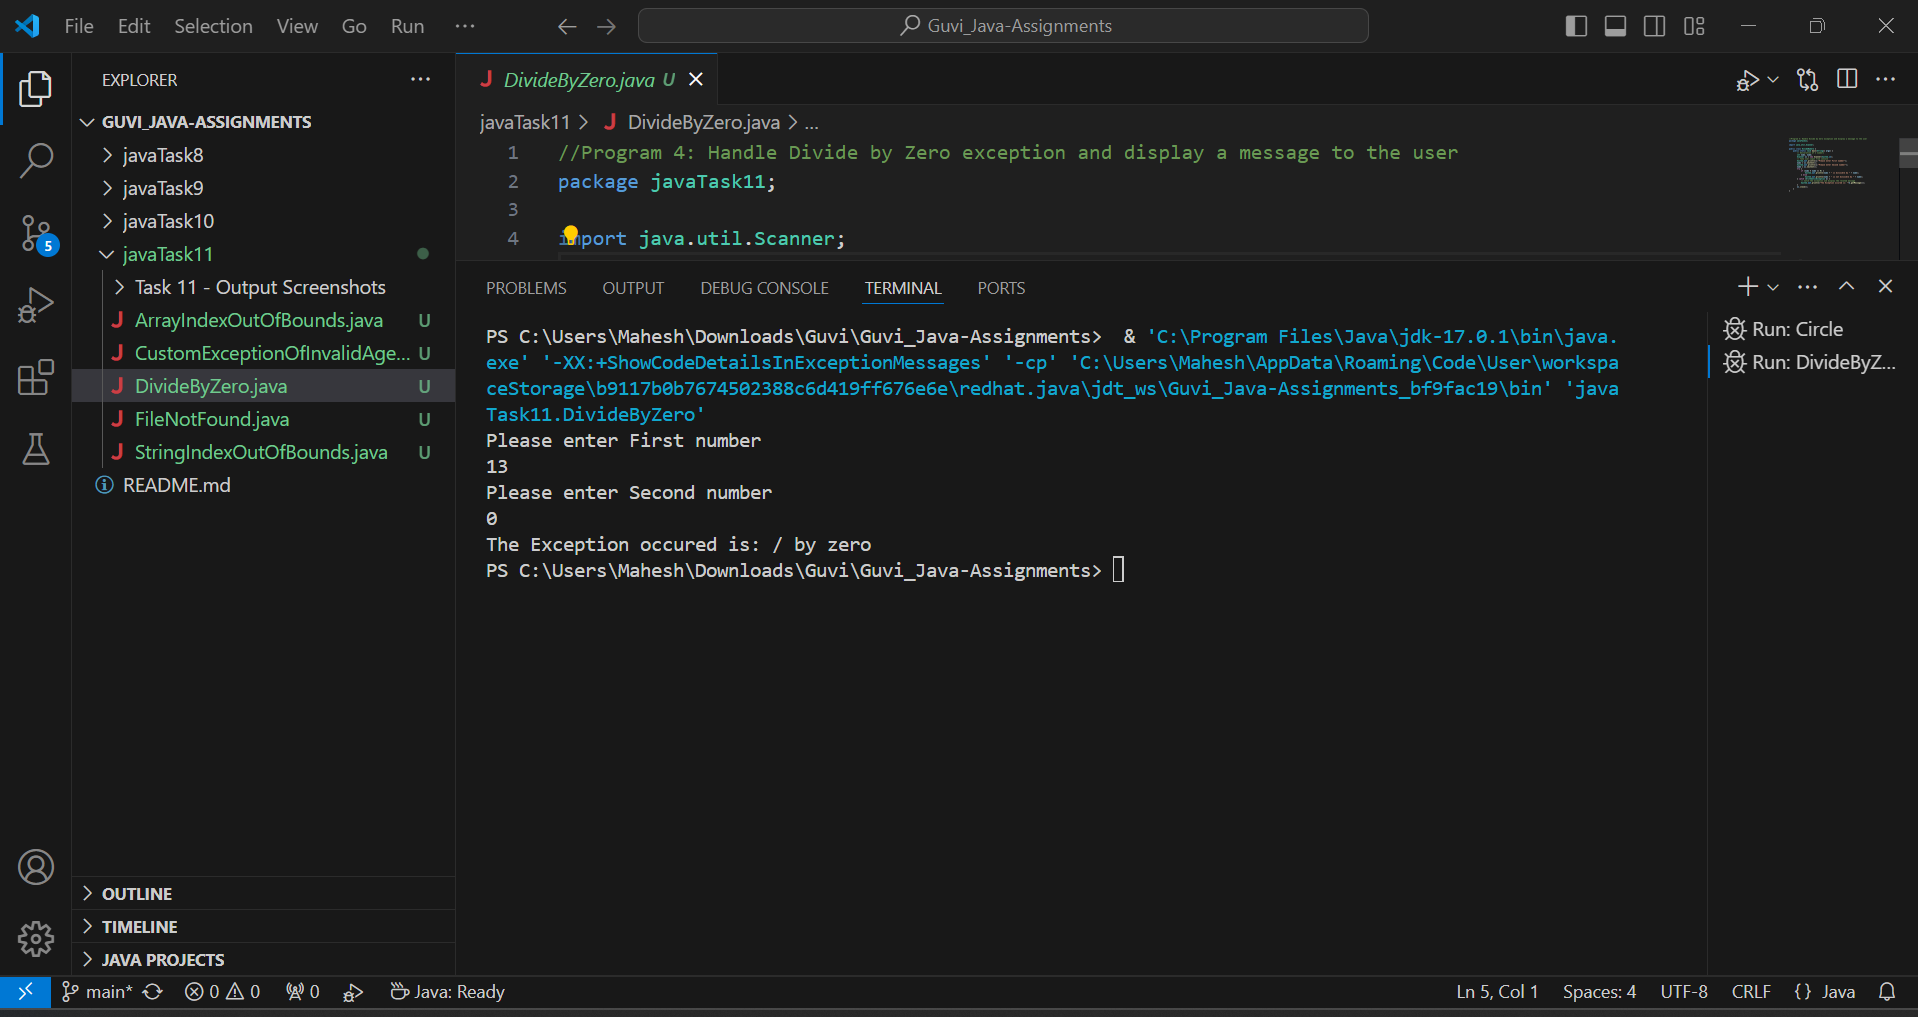 File Edit Selection View Go Run ··· Guvi_Java-Assignments
EXPLORER
GUVI_JAVA-ASSIGNMENTS
javaTask8
javaTask9
javaTask10
javaTask11
Task 11 - Output Screenshots
J ArrayIndexOutOfBounds.java U
J CustomExceptionOfInvalidAge... U
J DivideByZero.java U
J FileNotFound.java U
J StringIndexOutOfBounds.java U
README.md
5
OUTLINE
TIMELINE
JAVA PROJECTS
J DivideByZero.java U
javaTask11 > J DivideByZero.java > ...
1 //Program 4: Handle Divide by Zero exception and display a message to the user
2 package javaTask11;
3
4 import java.util.Scanner;
PROBLEMS OUTPUT DEBUG CONSOLE TERMINAL PORTS
PS C:\Users\Mahesh\Downloads\Guvi\Guvi_Java-Assignments> & 'C:\Program Files\Java\jdk-17.0.1\bin\java.
exe' '-XX:+ShowCodeDetailsInExceptionMessages' '-cp' 'C:\Users\Mahesh\AppData\Roaming\Code\User\workspa
ceStorage\b9117b0b7674502388c6d419ff676e6e\redhat.java\jdt_ws\Guvi_Java-Assignments_bf9fac19\bin' 'java
Task11.DivideByZero'
Please enter First number
13
Please enter Second number
0
The Exception occured is: / by zero
PS C:\Users\Mahesh\Downloads\Guvi\Guvi_Java-Assignments>
Run: Circle
Run: DivideByZ...
main* 0 0 0 Java: Ready Ln 5, Col 1 Spaces: 4 UTF-8 CRLF {} Java